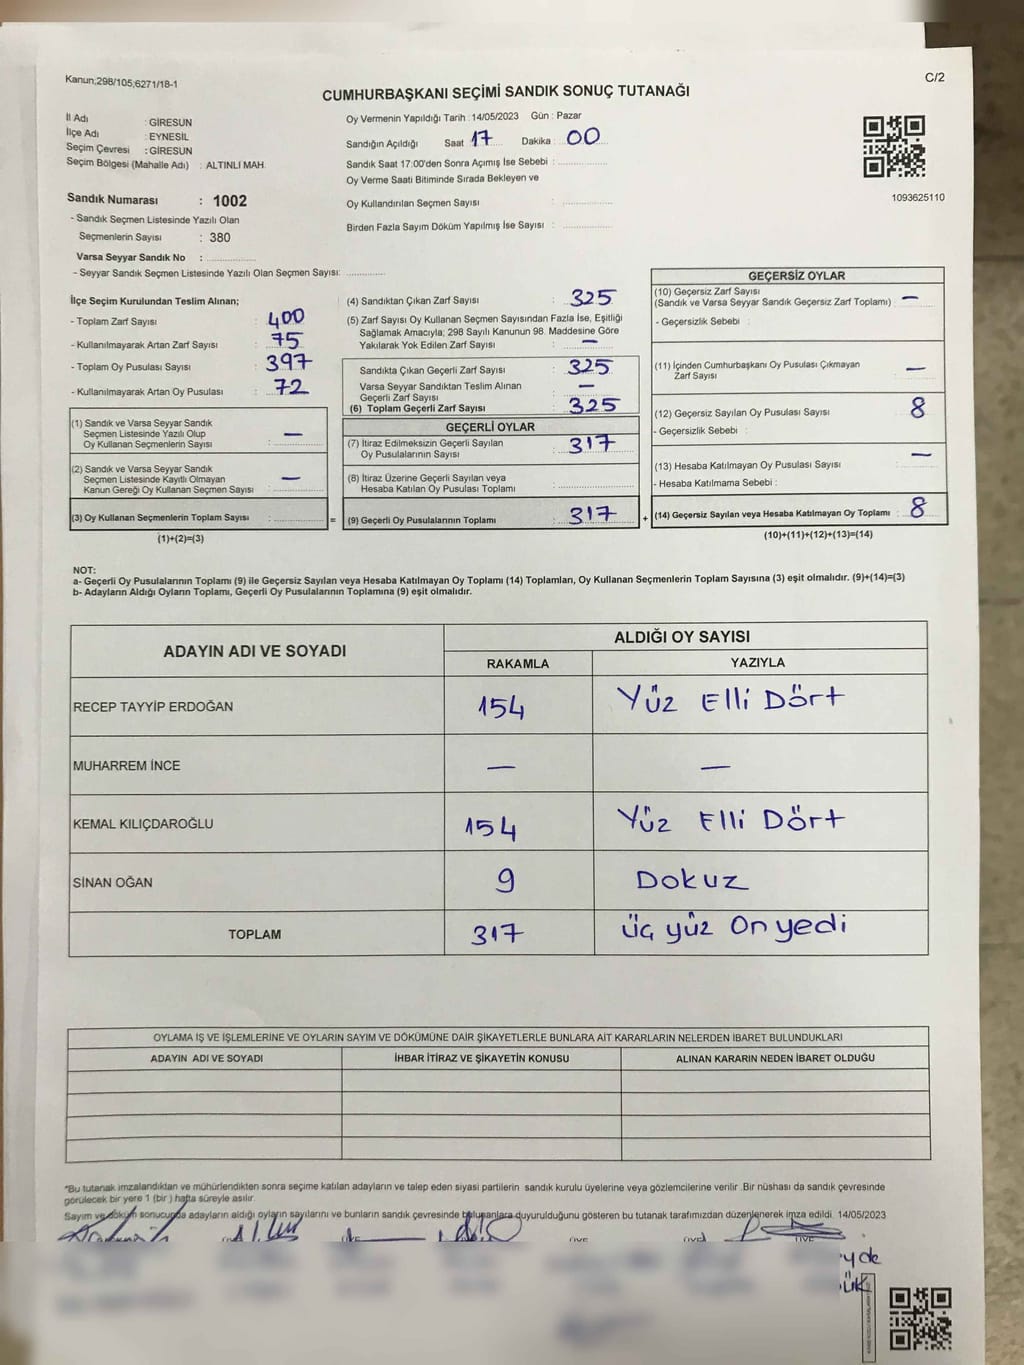 Kanun;298/105;6271/18-1
C/2
CUMHURBAŞKANI SEÇİMİ SANDIK SONUÇ TUTANAĞI
İl Adı : GİRESUN
İlçe Adı : EYNESİL
Seçim Çevresi : GİRESUN
Seçim Bölgesi (Mahalle Adı) : ALTINLI MAH.
Sandık Numarası : 1002
- Sandık Seçmen Listesinde Yazılı Olan
Seçmenlerin Sayısı : 380
Varsa Seyyar Sandık No : ..............
- Seyyar Sandık Seçmen Listesinde Yazılı Olan Seçmen Sayısı: ............
Oy Vermenin Yapıldığı Tarih : 14/05/2023 Gün : Pazar
Sandığın Açıldığı Saat 17 Dakika : 00
Sandık Saat 17:00'den Sonra Açımış İse Sebebi : ..............
Oy Verme Saati Bitiminde Sırada Bekleyen ve
Oy Kullandırılan Seçmen Sayısı : ..............
Birden Fazla Sayım Döküm Yapılmış İse Sayısı : ..............
1093625110
İlçe Seçim Kurulundan Teslim Alınan;
- Toplam Zarf Sayısı : 400
- Kullanılmayarak Artan Zarf Sayısı : 75
- Toplam Oy Pusulası Sayısı : 397
- Kullanılmayarak Artan Oy Pusulası : 72
(1) Sandık ve Varsa Seyyar Sandık
Seçmen Listesinde Yazılı Olup
Oy Kullanan Seçmenlerin Sayısı : —
(2) Sandık ve Varsa Seyyar Sandık
Seçmen Listesinde Kayıtlı Olmayan
Kanun Gereği Oy Kullanan Seçmen Sayısı : —
(3) Oy Kullanan Seçmenlerin Toplam Sayısı : .............. =
(1)+(2)=(3)
(4) Sandıktan Çıkan Zarf Sayısı : 325
(5) Zarf Sayısı Oy Kullanan Seçmen Sayısından Fazla İse, Eşitliği
Sağlamak Amacıyla; 298 Sayılı Kanunun 98. Maddesine Göre
Yakılarak Yok Edilen Zarf Sayısı : —
Sandıkta Çıkan Geçerli Zarf Sayısı : 325
Varsa Seyyar Sandıktan Teslim Alınan
Geçerli Zarf Sayısı : —
(6) Toplam Geçerli Zarf Sayısı : 325
GEÇERLİ OYLAR
(7) İtiraz Edilmeksizin Geçerli Sayılan
Oy Pusulalarının Sayısı : 317
(8) İtiraz Üzerine Geçerli Sayılan veya
Hesaba Katılan Oy Pusulası Toplamı : ..............
(9) Geçerli Oy Pusulalarının Toplamı : 317 +
GEÇERSİZ OYLAR
(10) Geçersiz Zarf Sayısı
(Sandık ve Varsa Seyyar Sandık Geçersiz Zarf Toplamı) : —
- Geçersizlik Sebebi :
(11) İçinden Cumhurbaşkanı Oy Pusulası Çıkmayan
Zarf Sayısı : —
(12) Geçersiz Sayılan Oy Pusulası Sayısı : 8
- Geçersizlik Sebebi :
(13) Hesaba Katılmayan Oy Pusulası Sayısı : —
- Hesaba Katılmama Sebebi :
(14) Geçersiz Sayılan veya Hesaba Katılmayan Oy Toplamı : 8
(10)+(11)+(12)+(13)=(14)
NOT:
a- Geçerli Oy Pusulalarının Toplamı (9) ile Geçersiz Sayılan veya Hesaba Katılmayan Oy Toplamı (14) Toplamları, Oy Kullanan Seçmenlerin Toplam Sayısına (3) eşit olmalıdır. (9)+(14)=(3)
b- Adayların Aldığı Oyların Toplamı, Geçerli Oy Pusulalarının Toplamına (9) eşit olmalıdır.
ADAYIN ADI VE SOYADI ALDIĞI OY SAYISI
RAKAMLA YAZIYLA
RECEP TAYYİP ERDOĞAN 154 Yüz Elli Dört
MUHARREM İNCE — —
KEMAL KILIÇDAROĞLU 154 Yüz Elli Dört
SİNAN OĞAN 9 Dokuz
TOPLAM 317 üç yüz On yedi
OYLAMA İŞ VE İŞLEMLERİNE VE OYLARIN SAYIM VE DÖKÜMÜNE DAİR ŞİKAYETLERLE BUNLARA AİT KARARLARIN NELERDEN İBARET BULUNDUKLARI
ADAYIN ADI VE SOYADI İHBAR İTİRAZ VE ŞİKAYETİN KONUSU ALINAN KARARIN NEDEN İBARET OLDUĞU
*Bu tutanak imzalandıktan ve mühürlendikten sonra seçime katılan adayların ve talep eden siyasi partilerin sandık kurulu üyelerine veya gözlemcilerine verilir. Bir nüshası da sandık çevresinde
görülecek bir yere 1 (bir ) hafta süreyle asılır.
Sayım ve döküm sonucunda adayların aldığı oyların sayılarını ve bunların sandık çevresinde bulunanlara duyurulduğunu gösteren bu tutanak tarafımızdan düzenlenerek imza edildi. 14/05/2023